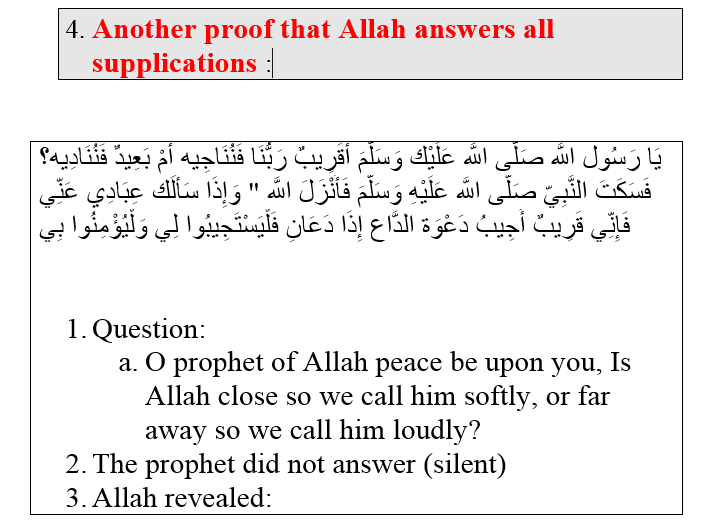 4. Another proof that Allah answers all
supplications :
يَا رَسُول اللَّه صَلَّى اللَّه عَلَيْك وَسَلَّمَ أَقَرِيبٌ رَبُّنَا فَنُنَاجِيه أَمْ بَعِيدٌ فَنُنَادِيه؟
فَسَكَتَ النَّبِيّ صَلَّى اللَّه عَلَيْهِ وَسَلَّمَ فَأَنْزَلَ اللَّه " وَإِذَا سَأَلَك عِبَادِي عَنِّي
فَإِنِّي قَرِيبٌ أُجِيبُ دَعْوَة الدَّاعِ إِذَا دَعَانِ فَلْيَسْتَجِيبُوا لِي وَلْيُؤْمِنُوا بِي
1. Question:
a. O prophet of Allah peace be upon you, Is
Allah close so we call him softly, or far
away so we call him loudly?
2. The prophet did not answer (silent)
3. Allah revealed: